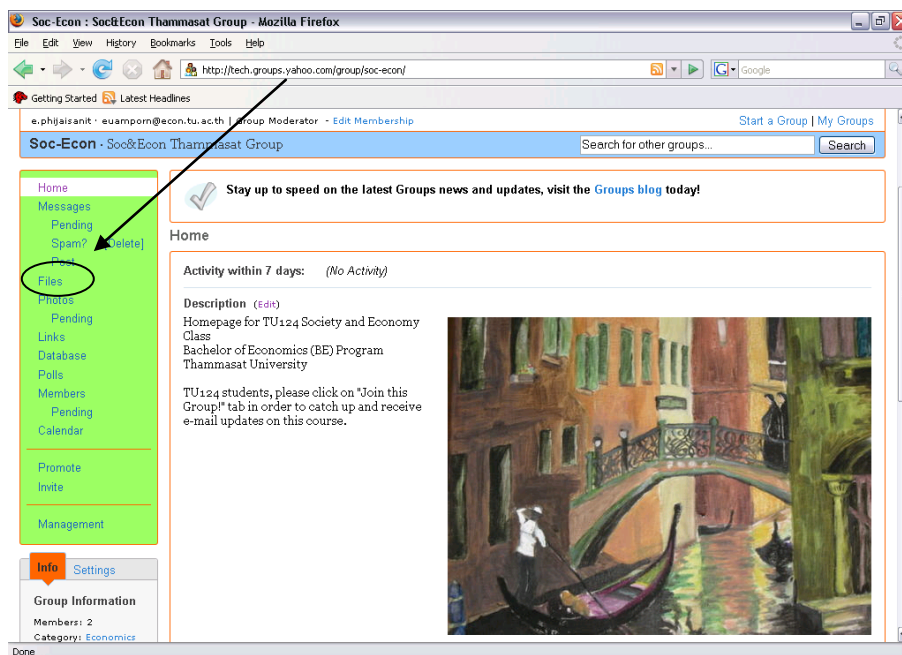 Soc-Econ : Soc&Econ Thammasat Group - Mozilla Firefox
File Edit View History Bookmarks Tools Help
http://tech.groups.yahoo.com/group/soc-econ/
G Google
Getting Started Latest Headlines
e.phijaisanit · euamporn@econ.tu.ac.th | Group Moderator - Edit Membership
Start a Group | My Groups
Soc-Econ · Soc&Econ Thammasat Group
Search for other groups...
Search
Home
Messages
Pending
Spam? [Delete]
Post
Files
Photos
Pending
Links
Database
Polls
Members
Pending
Calendar
Promote
Invite
Management
Info Settings
Group Information
Members: 2
Category: Economics
Stay up to speed on the latest Groups news and updates, visit the Groups blog today!
Home
Activity within 7 days: (No Activity)
Description (Edit)
Homepage for TU124 Society and Economy
Class
Bachelor of Economics (BE) Program
Thammasat University
TU124 students, please click on "Join this
Group!" tab in order to catch up and receive
e-mail updates on this course.
Done